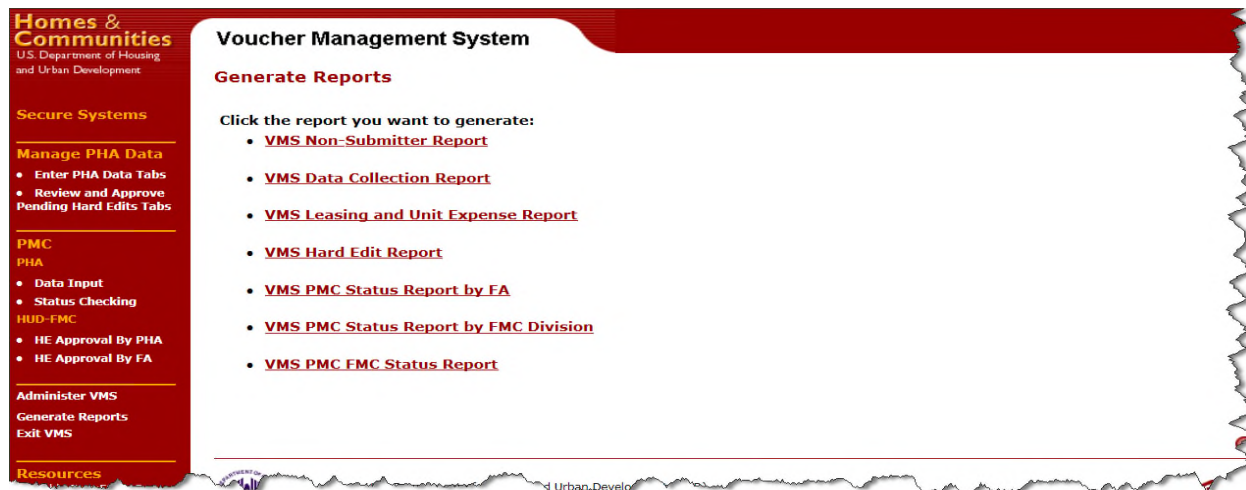 Homes &
Communities
U.S. Department of Housing
and Urban Development
Secure Systems
Manage PHA Data
• Enter PHA Data Tabs
• Review and Approve
Pending Hard Edits Tabs
PMC
PHA
• Data Input
• Status Checking
HUD-FMC
• HE Approval By PHA
• HE Approval By FA
Administer VMS
Generate Reports
Exit VMS
Resources
Voucher Management System
Generate Reports
Click the report you want to generate:
• VMS Non-Submitter Report
• VMS Data Collection Report
• VMS Leasing and Unit Expense Report
• VMS Hard Edit Report
• VMS PMC Status Report by FA
• VMS PMC Status Report by FMC Division
• VMS PMC FMC Status Report
Urban